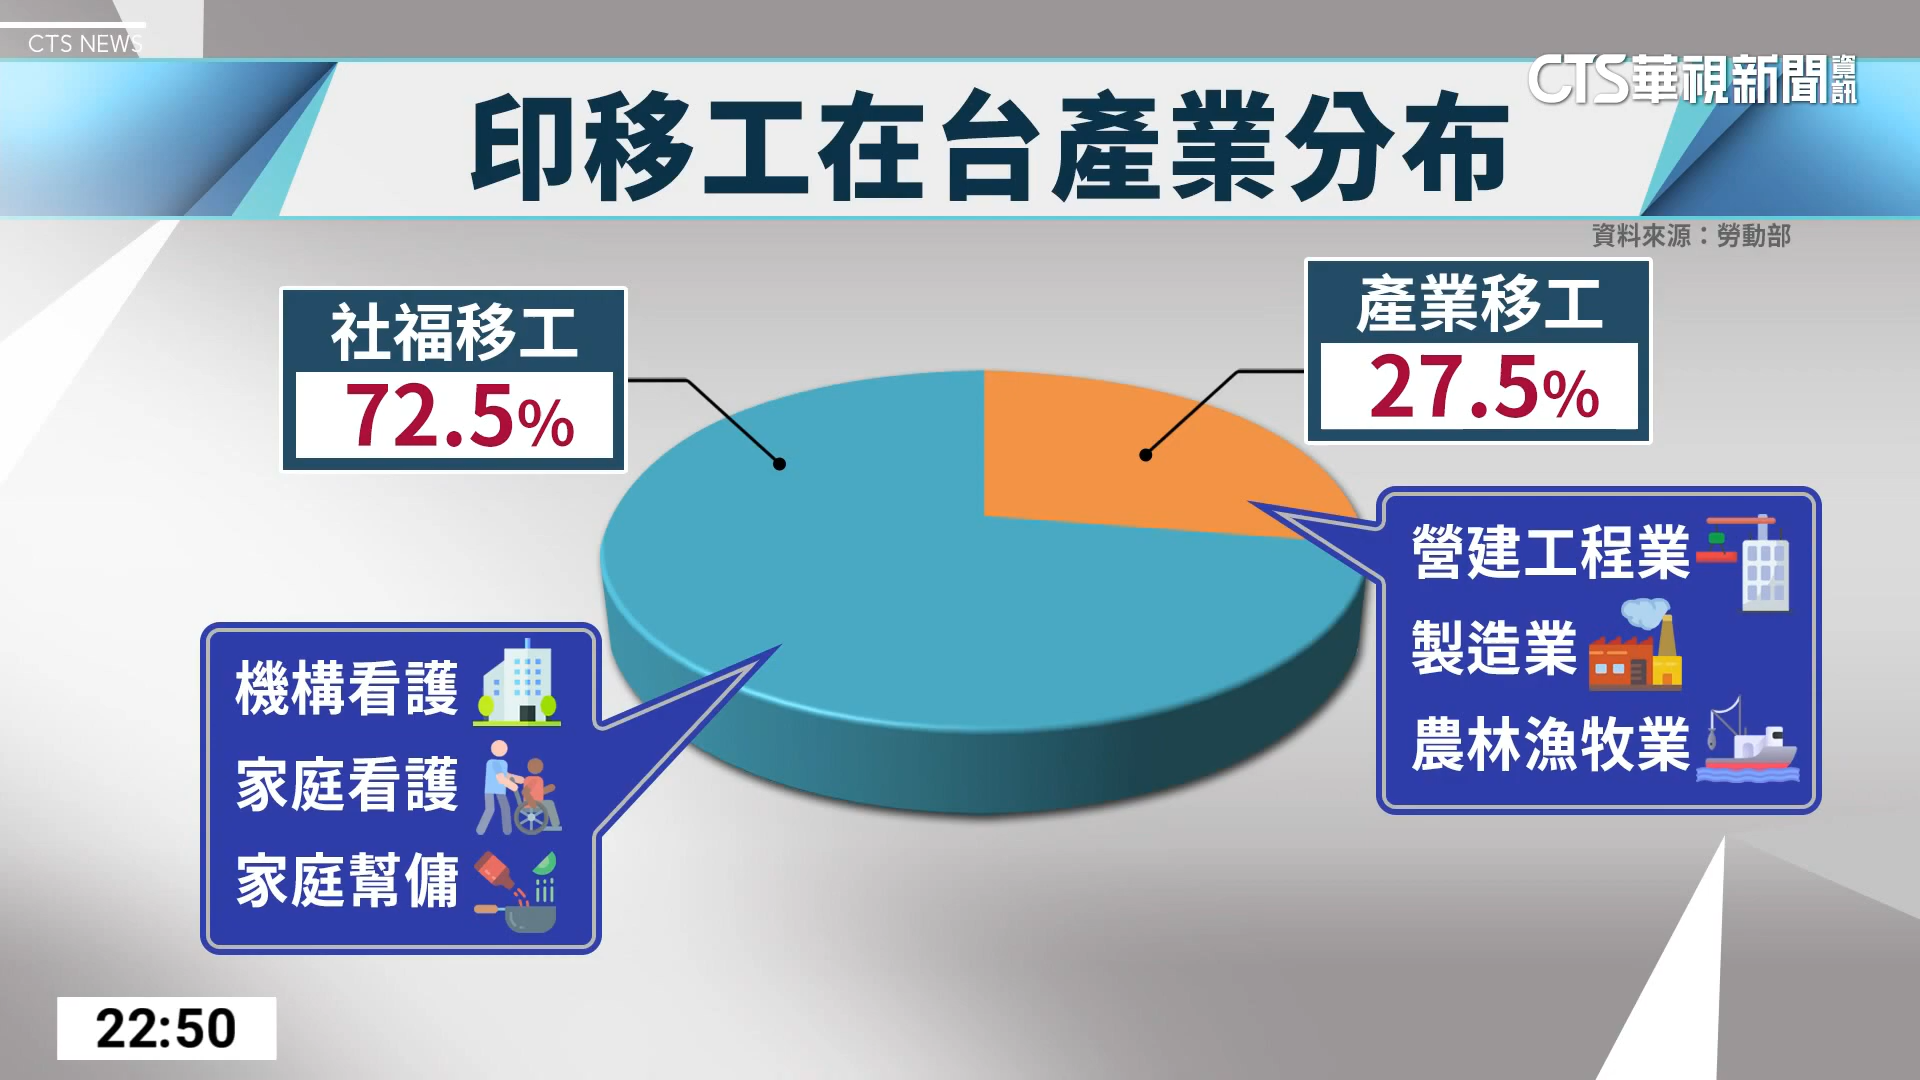 CTS NEWS
CTS華視新聞資訊
印移工在台產業分布
資料來源：勞動部
社福移工
72.5%
產業移工
27.5%
機構看護
家庭看護
家庭幫傭
營建工程業
製造業
農林漁牧業
22:50